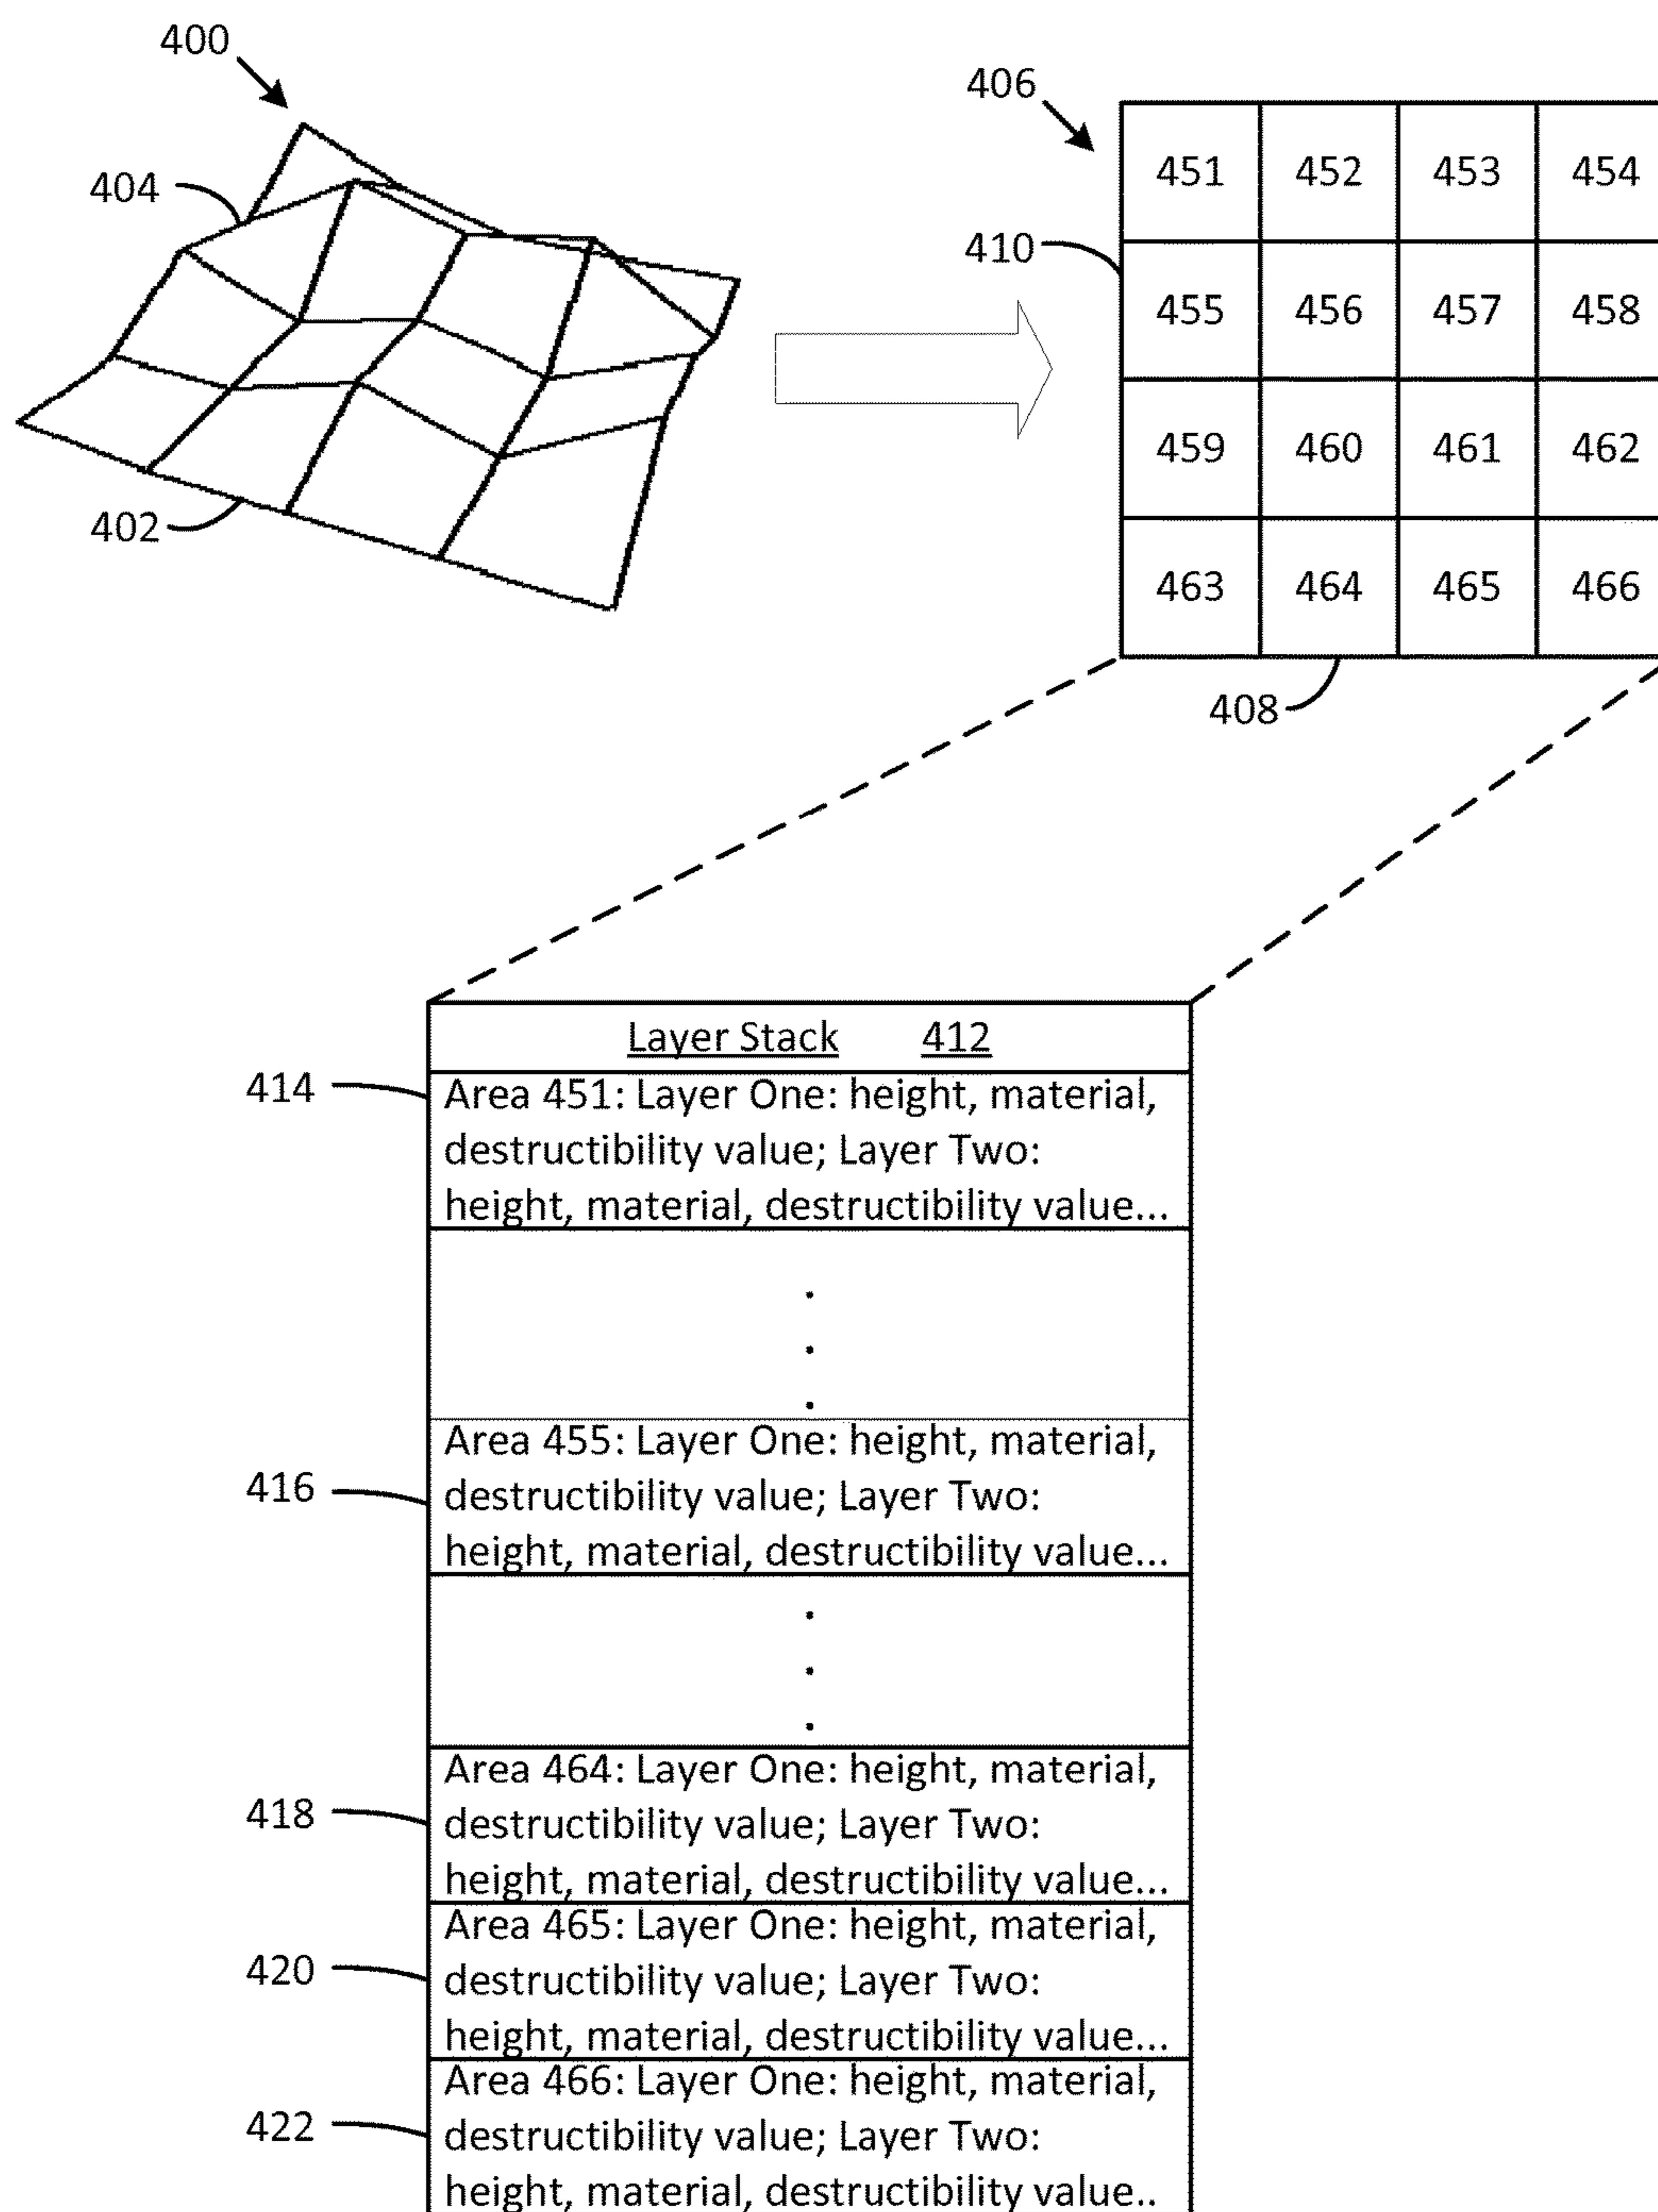 400
406
404
451 452 453 454
410
455 456 457 458
459 460 461 462
402
463 464 465 466
408
Layer Stack 412
414
Area 451: Layer One: height, material,
destructibility value; Layer Two:
height, material, destructibility value...
.
.
.
416
Area 455: Layer One: height, material,
destructibility value; Layer Two:
height, material, destructibility value...
.
.
.
418
Area 464: Layer One: height, material,
destructibility value; Layer Two:
height, material, destructibility value...
420
Area 465: Layer One: height, material,
destructibility value; Layer Two:
height, material, destructibility value...
422
Area 466: Layer One: height, material,
destructibility value; Layer Two:
height, material, destructibility value..